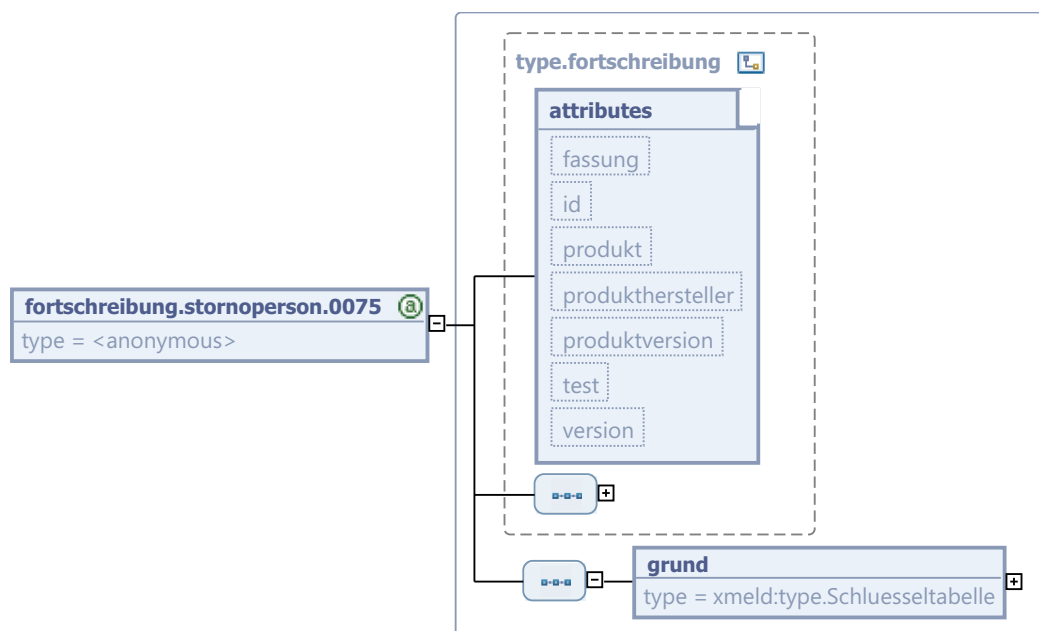 type.fortschreibung
attributes
fassung
id
produkt
produkthersteller
produktversion
test
version
fortschreibung.stornoperson.0075 @
type = <anonymous>
grund
type = xmeld:type.Schluesseltabelle